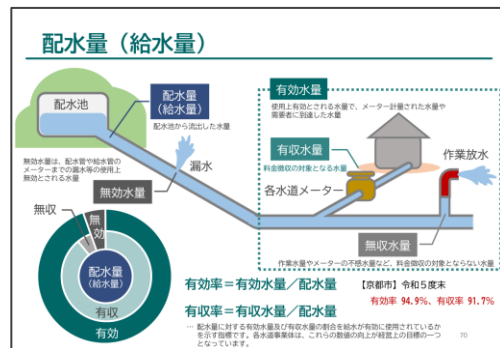 配水量（給水量）
配水池
配水量
（給水量）
配水池から流出した水量
漏水
無効水量は、配水管や給水管の
メーターまでの漏水等の使用上
無効とされる水量
無効水量
有効水量
使用上有効とされる水量で、メーター計量された水量や
需要者に到達した水量
有収水量
料金徴収の対象となる水量
各水道メーター
作業放水
無収水量
作業水量やメーターの不感水量など、料金徴収の対象とならない水量
無収
無効
配水量
（給水量）
有収
有効
有効率＝有効水量/配水量
【京都市】令和５度末
有効率 94.9%、有収率 91.7%
有収率＝有収水量/配水量
… 配水量に対する有効水量及び有収水量の割合を給水が有効に使用されているか
を示す指標です。各水道事業体は、これらの数値の向上が経営上の目標の一つ
となっています。
70